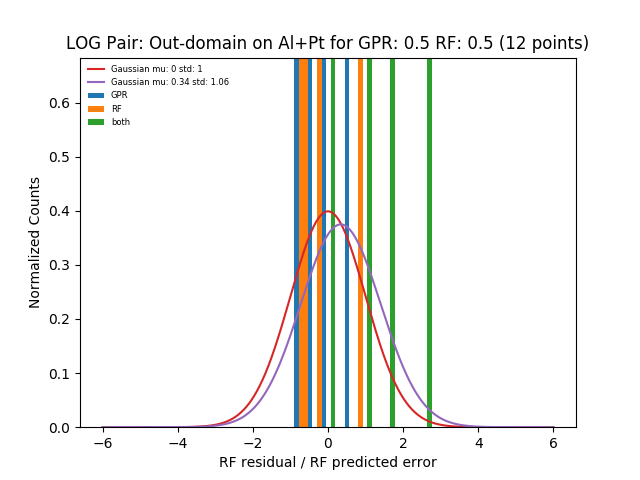 LOG Pair: Out-domain on Al+Pt for GPR: 0.5 RF: 0.5 (12 points)
Gaussian mu: 0 std: 1
Gaussian mu: 0.34 std: 1.06
GPR
RF
both
Normalized Counts
0.6
0.5
0.4
0.3
0.2
0.1
0.0
−6
−4
−2
0
2
4
6
RF residual / RF predicted error